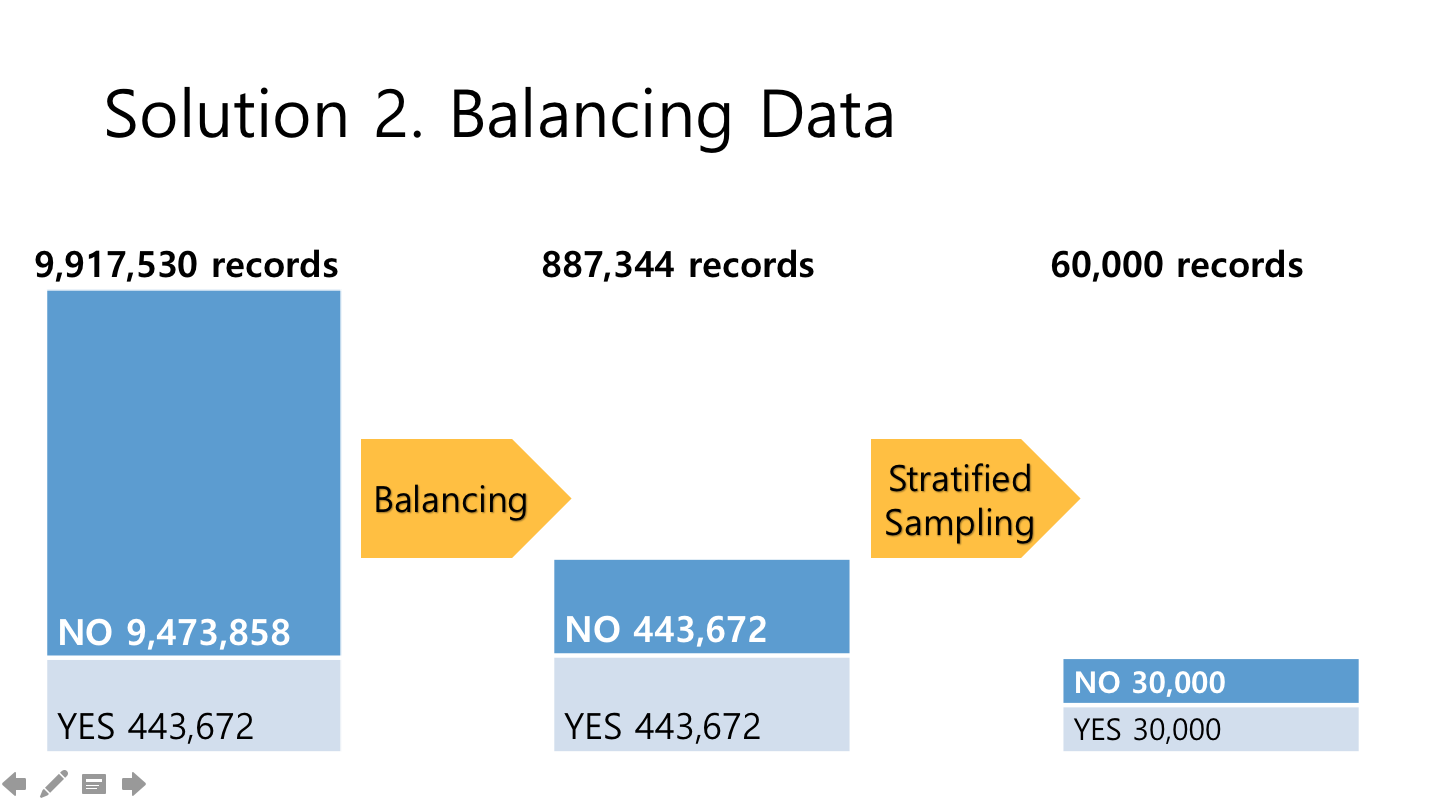 Solution 2. Balancing Data
9,917,530 records
887,344 records
60,000 records
Balancing
Stratified
Sampling
NO 9,473,858
YES 443,672
NO 443,672
YES 443,672
NO 30,000
YES 30,000